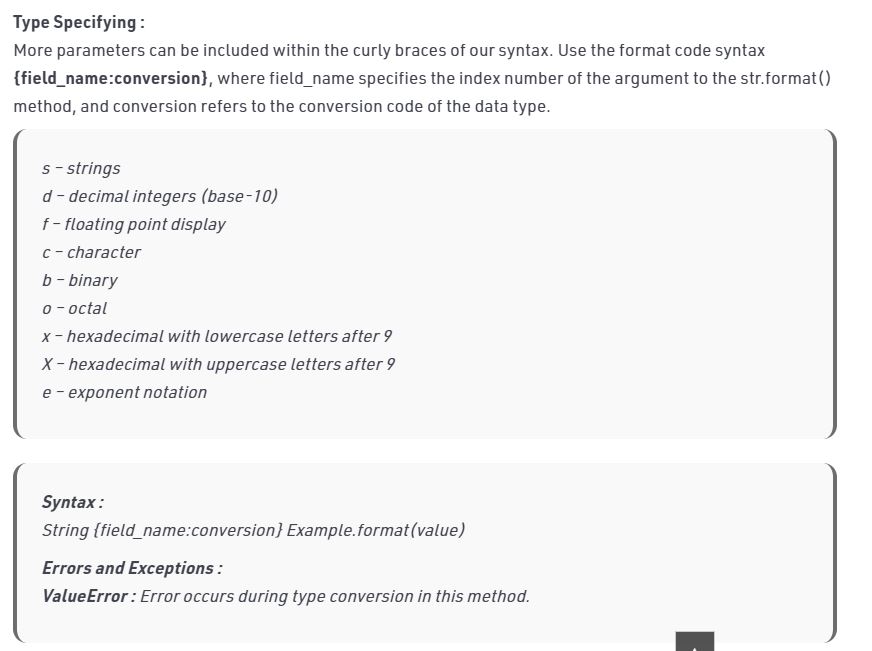 Type Specifying :
More parameters can be included within the curly braces of our syntax. Use the format code syntax
{field_name:conversion}, where field_name specifies the index number of the argument to the str.format()
method, and conversion refers to the conversion code of the data type.
s – strings
d – decimal integers (base-10)
f – floating point display
c – character
b – binary
o – octal
x – hexadecimal with lowercase letters after 9
X – hexadecimal with uppercase letters after 9
e – exponent notation
Syntax :
String {field_name:conversion} Example.format(value)
Errors and Exceptions :
ValueError : Error occurs during type conversion in this method.